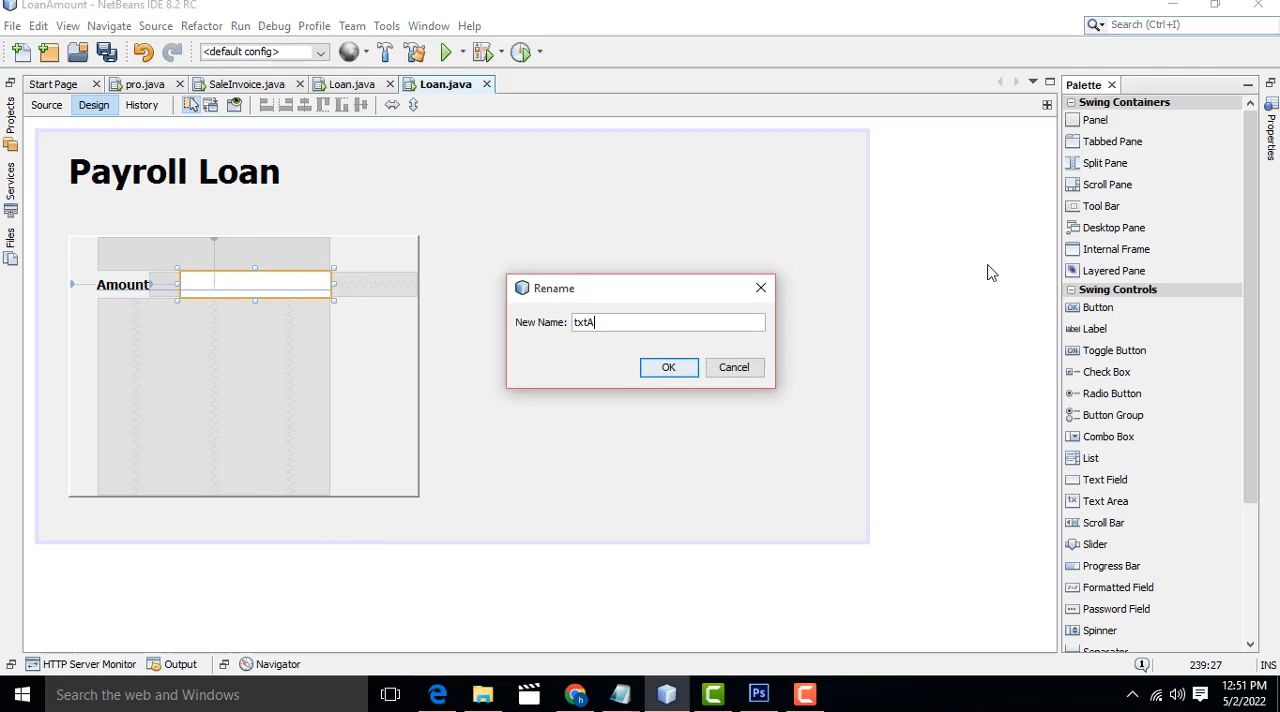 LoanAmount - NetBeans IDE 8.2 RC
File Edit View Navigate Source Refactor Run Debug Profile Team Tools Window Help
Search (Ctrl+I)
<default config>
Start Page pro.java SaleInvoice.java Loan.java Loan.java
Source Design History
Projects
Services
Files
Payroll Loan
Amount
Rename
New Name: txtA
OK Cancel
Palette
Swing Containers
Panel
Tabbed Pane
Split Pane
Scroll Pane
Tool Bar
Desktop Pane
Internal Frame
Layered Pane
Swing Controls
Button
label Label
Toggle Button
Check Box
Radio Button
Button Group
Combo Box
List
Text Field
Text Area
Scroll Bar
Slider
Progress Bar
Formatted Field
Password Field
Spinner
Properties
HTTP Server Monitor Output Navigator
1 239:27 INS
Search the web and Windows
12:51 PM
5/2/2022